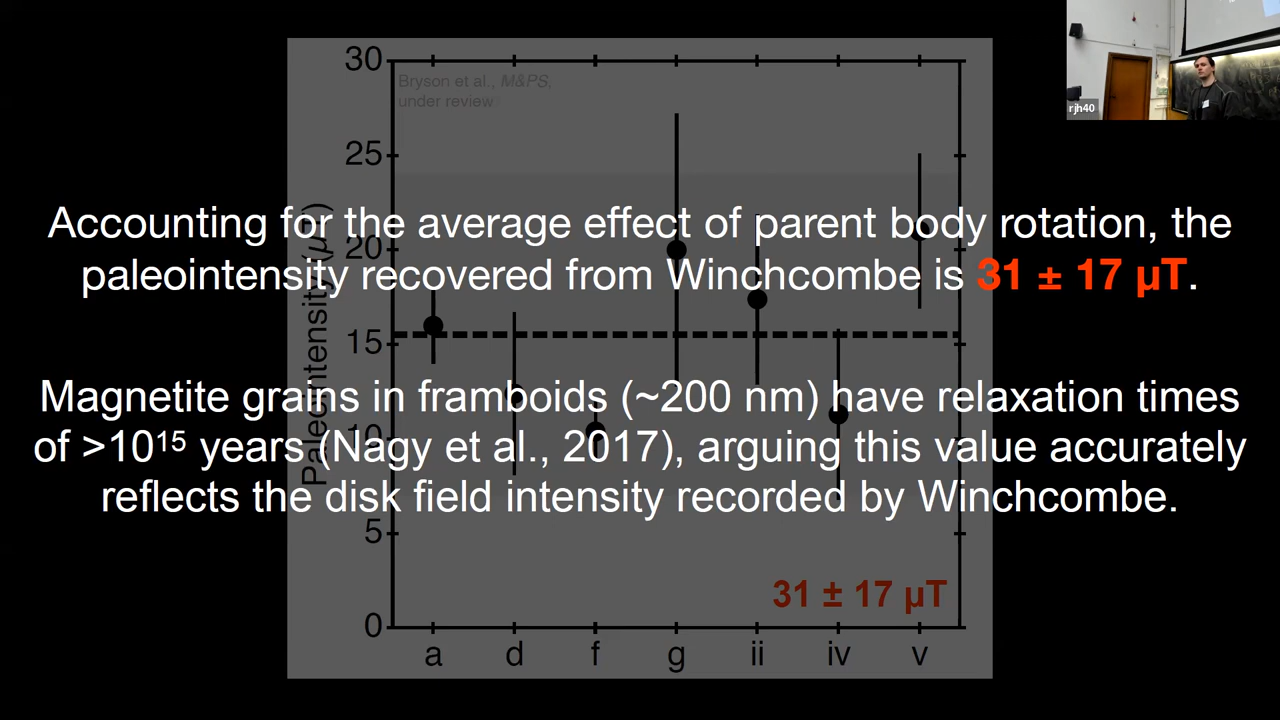 30
Bryson et al., M&PS,
under review
rjh40
25
Accounting for the average effect of parent body rotation, the
20
paleointensity recovered from Winchcombe is 31 ± 17 µT.
15
Paleointensity (µT)
Magnetite grains in framboids (~200 nm) have relaxation times
10
of >10¹⁵ years (Nagy et al., 2017), arguing this value accurately
reflects the disk field intensity recorded by Winchcombe.
5
31 ± 17 µT
0
a d f g ii iv v